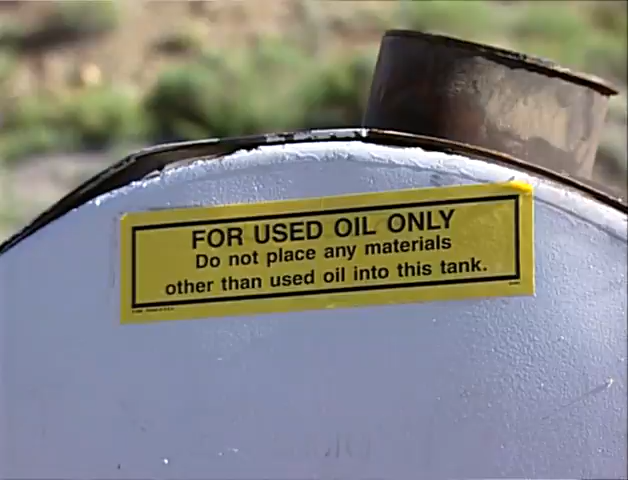 FOR USED OIL ONLY
Do not place any materials
other than used oil into this tank.